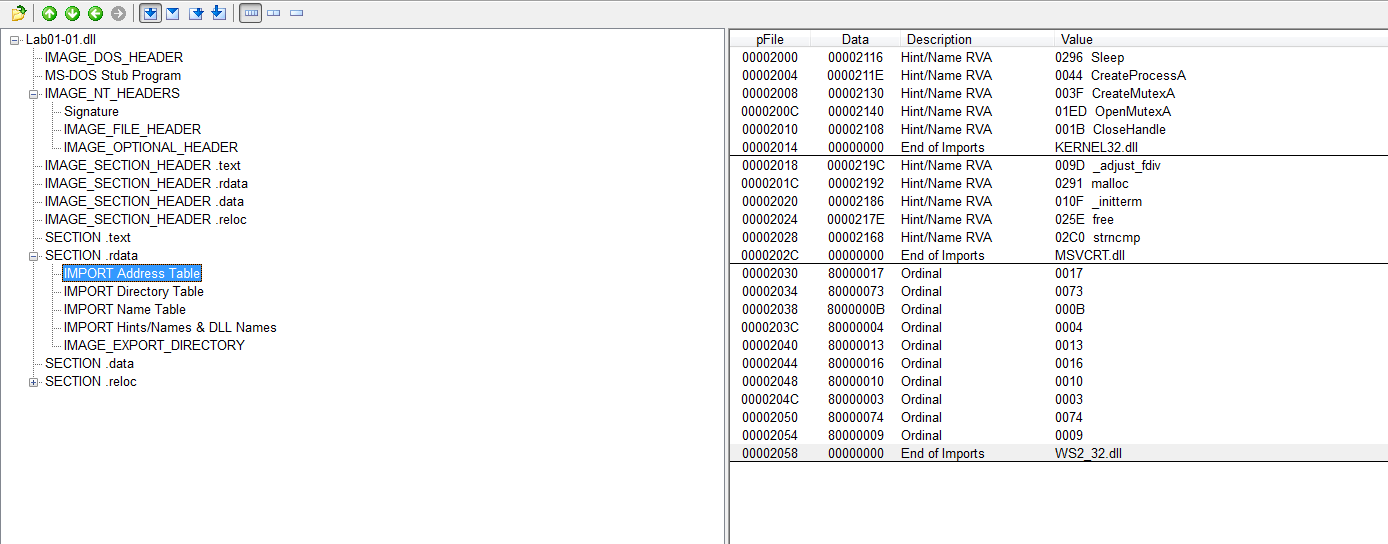 Lab01-01.dll
IMAGE_DOS_HEADER
MS-DOS Stub Program
IMAGE_NT_HEADERS
Signature
IMAGE_FILE_HEADER
IMAGE_OPTIONAL_HEADER
IMAGE_SECTION_HEADER .text
IMAGE_SECTION_HEADER .rdata
IMAGE_SECTION_HEADER .data
IMAGE_SECTION_HEADER .reloc
SECTION .text
SECTION .rdata
IMPORT Address Table
IMPORT Directory Table
IMPORT Name Table
IMPORT Hints/Names & DLL Names
IMAGE_EXPORT_DIRECTORY
SECTION .data
SECTION .reloc
pFile Data Description Value
00002000 00002116 Hint/Name RVA 0296 Sleep
00002004 0000211E Hint/Name RVA 0044 CreateProcessA
00002008 00002130 Hint/Name RVA 003F CreateMutexA
0000200C 00002140 Hint/Name RVA 01ED OpenMutexA
00002010 00002108 Hint/Name RVA 001B CloseHandle
00002014 00000000 End of Imports KERNEL32.dll
00002018 0000219C Hint/Name RVA 009D _adjust_fdiv
0000201C 00002192 Hint/Name RVA 0291 malloc
00002020 00002186 Hint/Name RVA 010F _initterm
00002024 0000217E Hint/Name RVA 025E free
00002028 00002168 Hint/Name RVA 02C0 strncmp
0000202C 00000000 End of Imports MSVCRT.dll
00002030 80000017 Ordinal 0017
00002034 80000073 Ordinal 0073
00002038 8000000B Ordinal 000B
0000203C 80000004 Ordinal 0004
00002040 80000013 Ordinal 0013
00002044 80000016 Ordinal 0016
00002048 80000010 Ordinal 0010
0000204C 80000003 Ordinal 0003
00002050 80000074 Ordinal 0074
00002054 80000009 Ordinal 0009
00002058 00000000 End of Imports WS2_32.dll